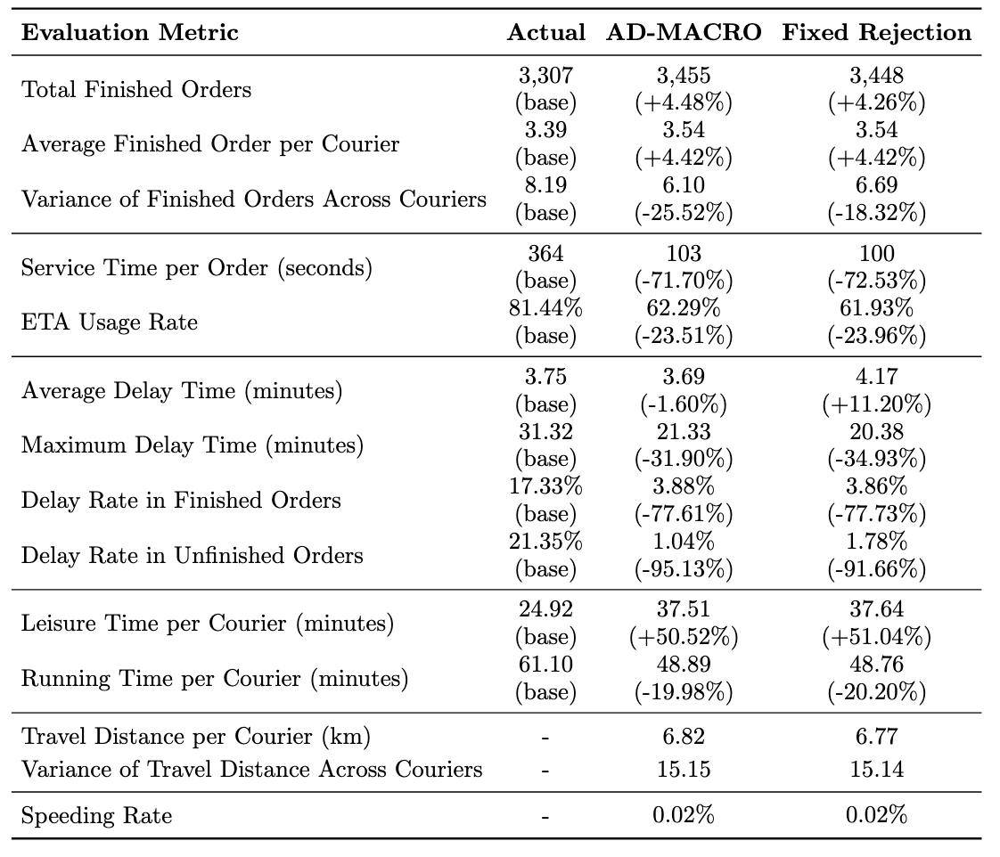 Evaluation Metric Actual AD-MACRO Fixed Rejection
Total Finished Orders 3,307 3,455 3,448
(base) (+4.48%) (+4.26%)
Average Finished Order per Courier 3.39 3.54 3.54
(base) (+4.42%) (+4.42%)
Variance of Finished Orders Across Couriers 8.19 6.10 6.69
(base) (-25.52%) (-18.32%)
Service Time per Order (seconds) 364 103 100
(base) (-71.70%) (-72.53%)
ETA Usage Rate 81.44% 62.29% 61.93%
(base) (-23.51%) (-23.96%)
Average Delay Time (minutes) 3.75 3.69 4.17
(base) (-1.60%) (+11.20%)
Maximum Delay Time (minutes) 31.32 21.33 20.38
(base) (-31.90%) (-34.93%)
Delay Rate in Finished Orders 17.33% 3.88% 3.86%
(base) (-77.61%) (-77.73%)
Delay Rate in Unfinished Orders 21.35% 1.04% 1.78%
(base) (-95.13%) (-91.66%)
Leisure Time per Courier (minutes) 24.92 37.51 37.64
(base) (+50.52%) (+51.04%)
Running Time per Courier (minutes) 61.10 48.89 48.76
(base) (-19.98%) (-20.20%)
Travel Distance per Courier (km) - 6.82 6.77
Variance of Travel Distance Across Couriers - 15.15 15.14
Speeding Rate - 0.02% 0.02%